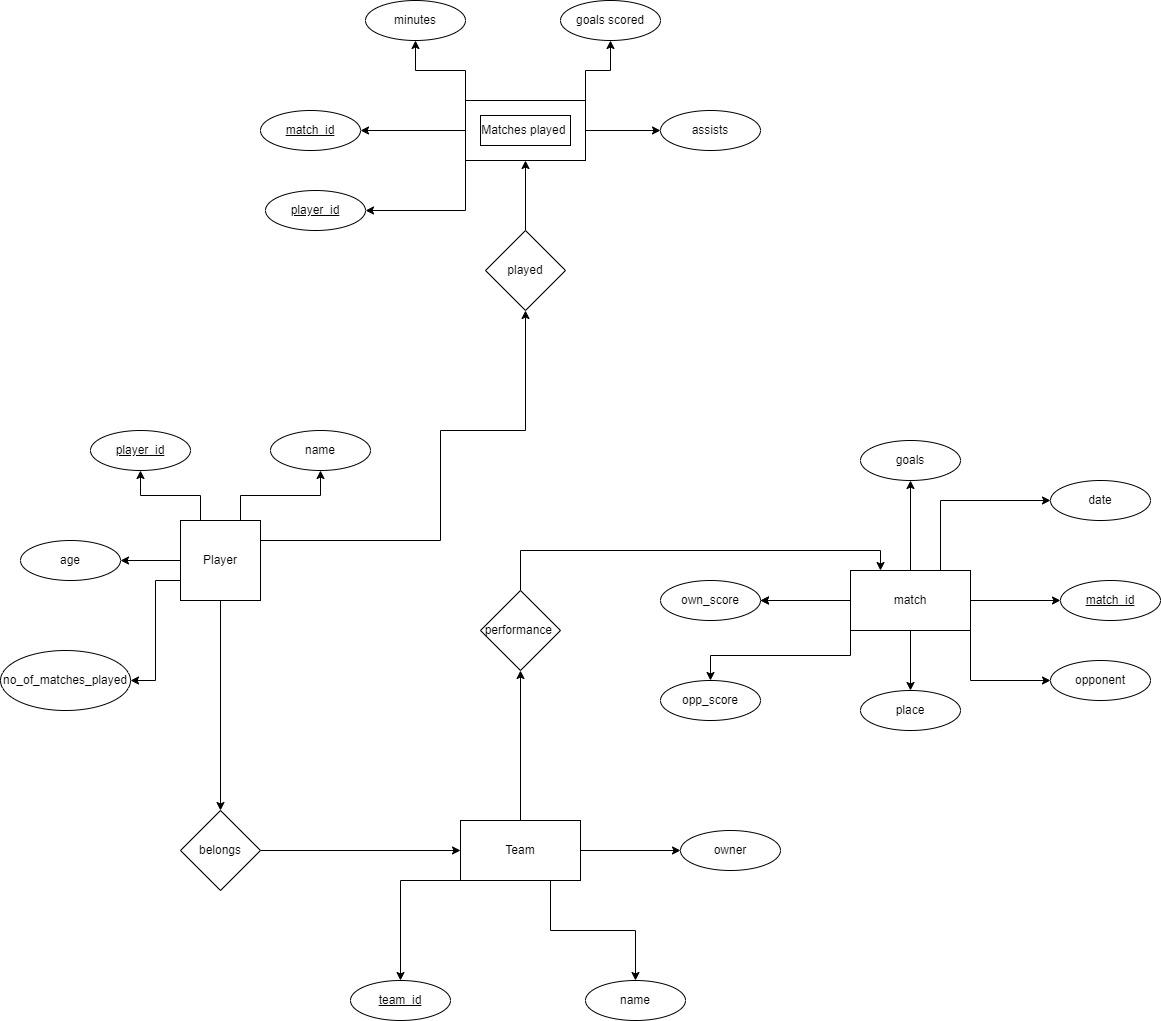 minutes
goals scored
match_id
Matches played
assists
player_id
played
player_id
name
goals
date
age
Player
own_score
match
match_id
performance
no_of_matches_played
opp_score
place
opponent
belongs
Team
owner
team_id
name